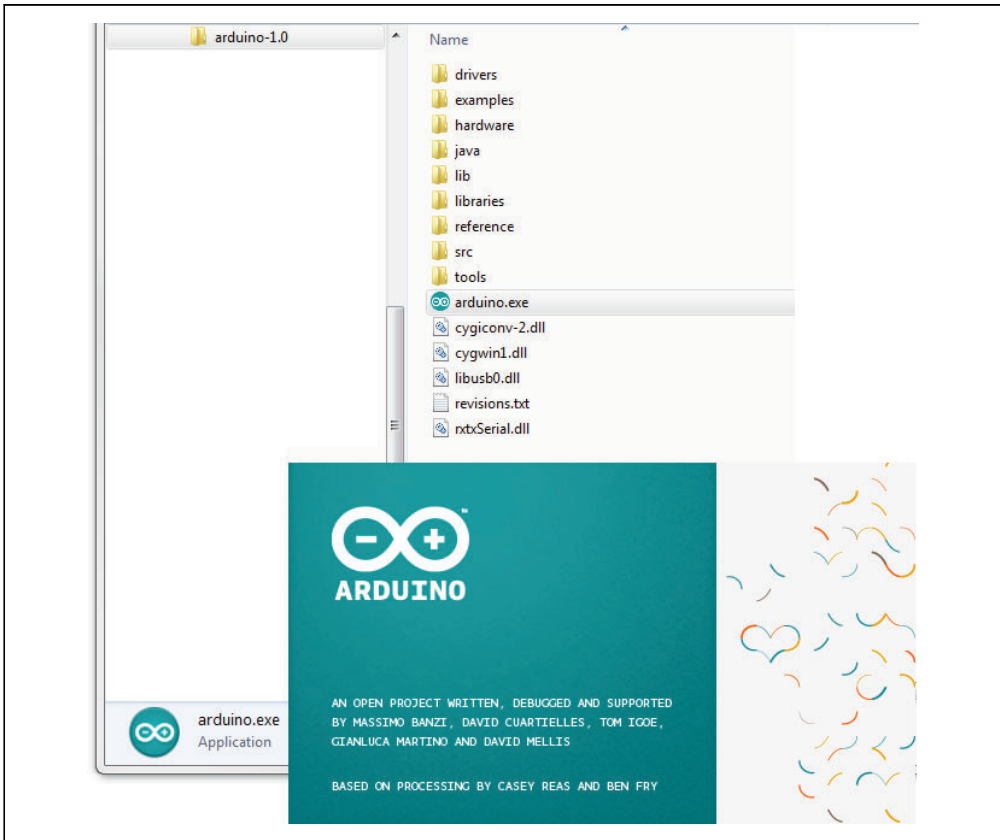 arduino-1.0
Name
drivers
examples
hardware
java
lib
libraries
reference
src
tools
arduino.exe
cygiconv-2.dll
cygwin1.dll
libusb0.dll
revisions.txt
rxtxSerial.dll
ARDUINO
TM
AN OPEN PROJECT WRITTEN, DEBUGGED AND SUPPORTED
BY MASSIMO BANZI, DAVID CUARTIELLES, TOM IGOE,
GIANLUCA MARTINO AND DAVID MELLIS
BASED ON PROCESSING BY CASEY REAS AND BEN FRY
arduino.exe
Application